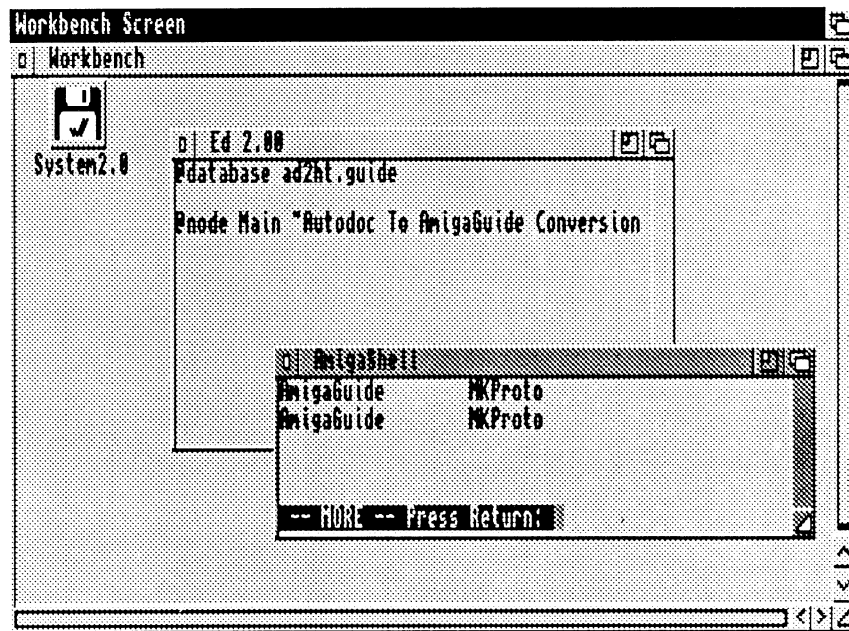 Workbench Screen
Workbench
System2.0
Ed 2.00
@database ad2ht.guide
@node Main "Autodoc To AmigaGuide Conversion
AmigaShell
AmigaGuide MKProto
AmigaGuide MKProto
-- MORE -- Press Return: